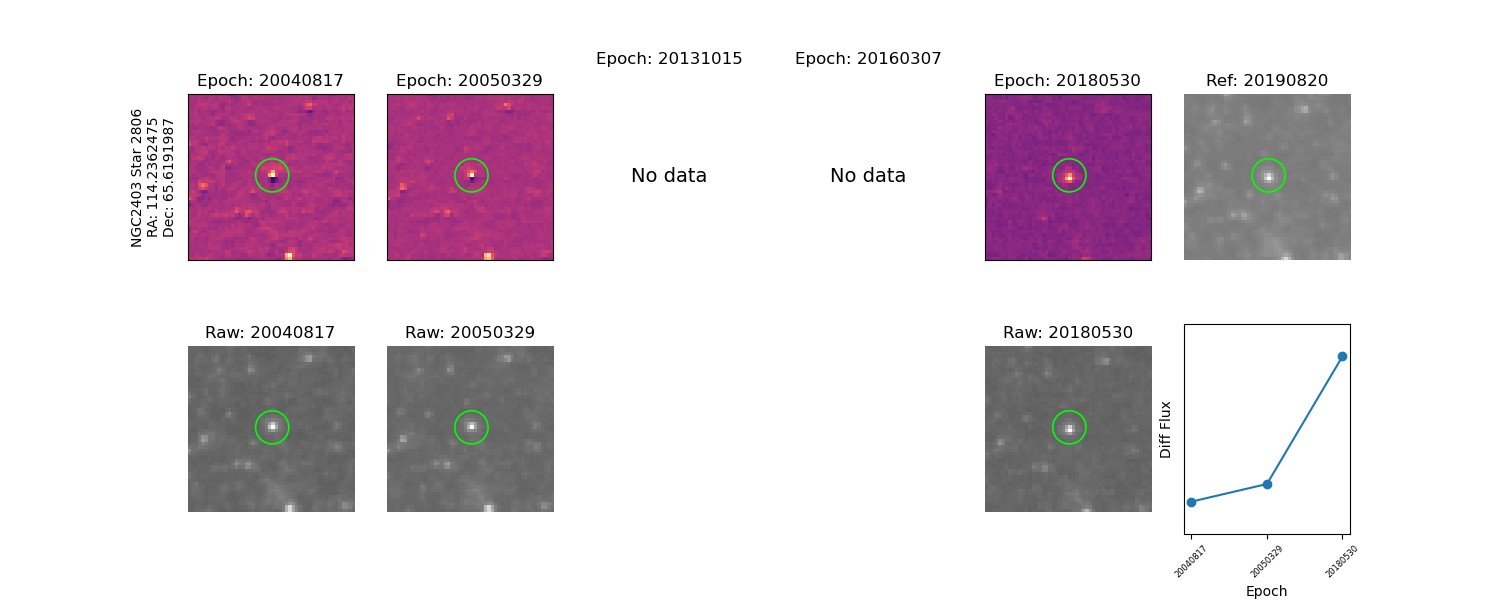 Epoch: 20040817
Epoch: 20050329
Epoch: 20131015
Epoch: 20160307
Epoch: 20180530
Ref: 20190820
NGC2403 Star 2806
RA: 114.2362475
Dec: 65.6191987
No data
No data
Raw: 20040817
Raw: 20050329
Raw: 20180530
Diff Flux
20040817
20050329
20180530
Epoch